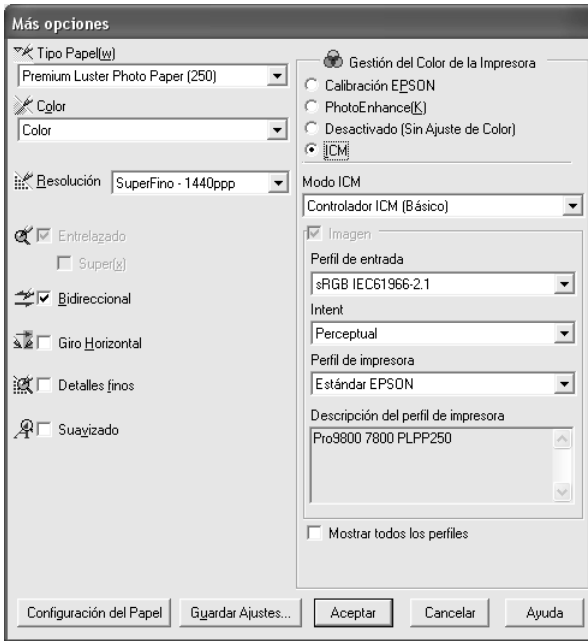 Más opciones
Tipo Papel(w)
Premium Luster Photo Paper (250)
Color
Color
Resolución SuperFino - 1440ppp
Entrelazado
Super(x)
Bidireccional
Giro Horizontal
Detalles finos
Suavizado
Gestión del Color de la Impresora
Calibración EPSON
PhotoEnhance(K)
Desactivado (Sin Ajuste de Color)
ICM
Modo ICM
Controlador ICM (Básico)
Imagen
Perfil de entrada
sRGB IEC61966-2.1
Intent
Perceptual
Perfil de impresora
Estándar EPSON
Descripción del perfil de impresora
Pro9800 7800 PLPP250
Mostrar todos los perfiles
Configuración del Papel Guardar Ajustes... Aceptar Cancelar Ayuda